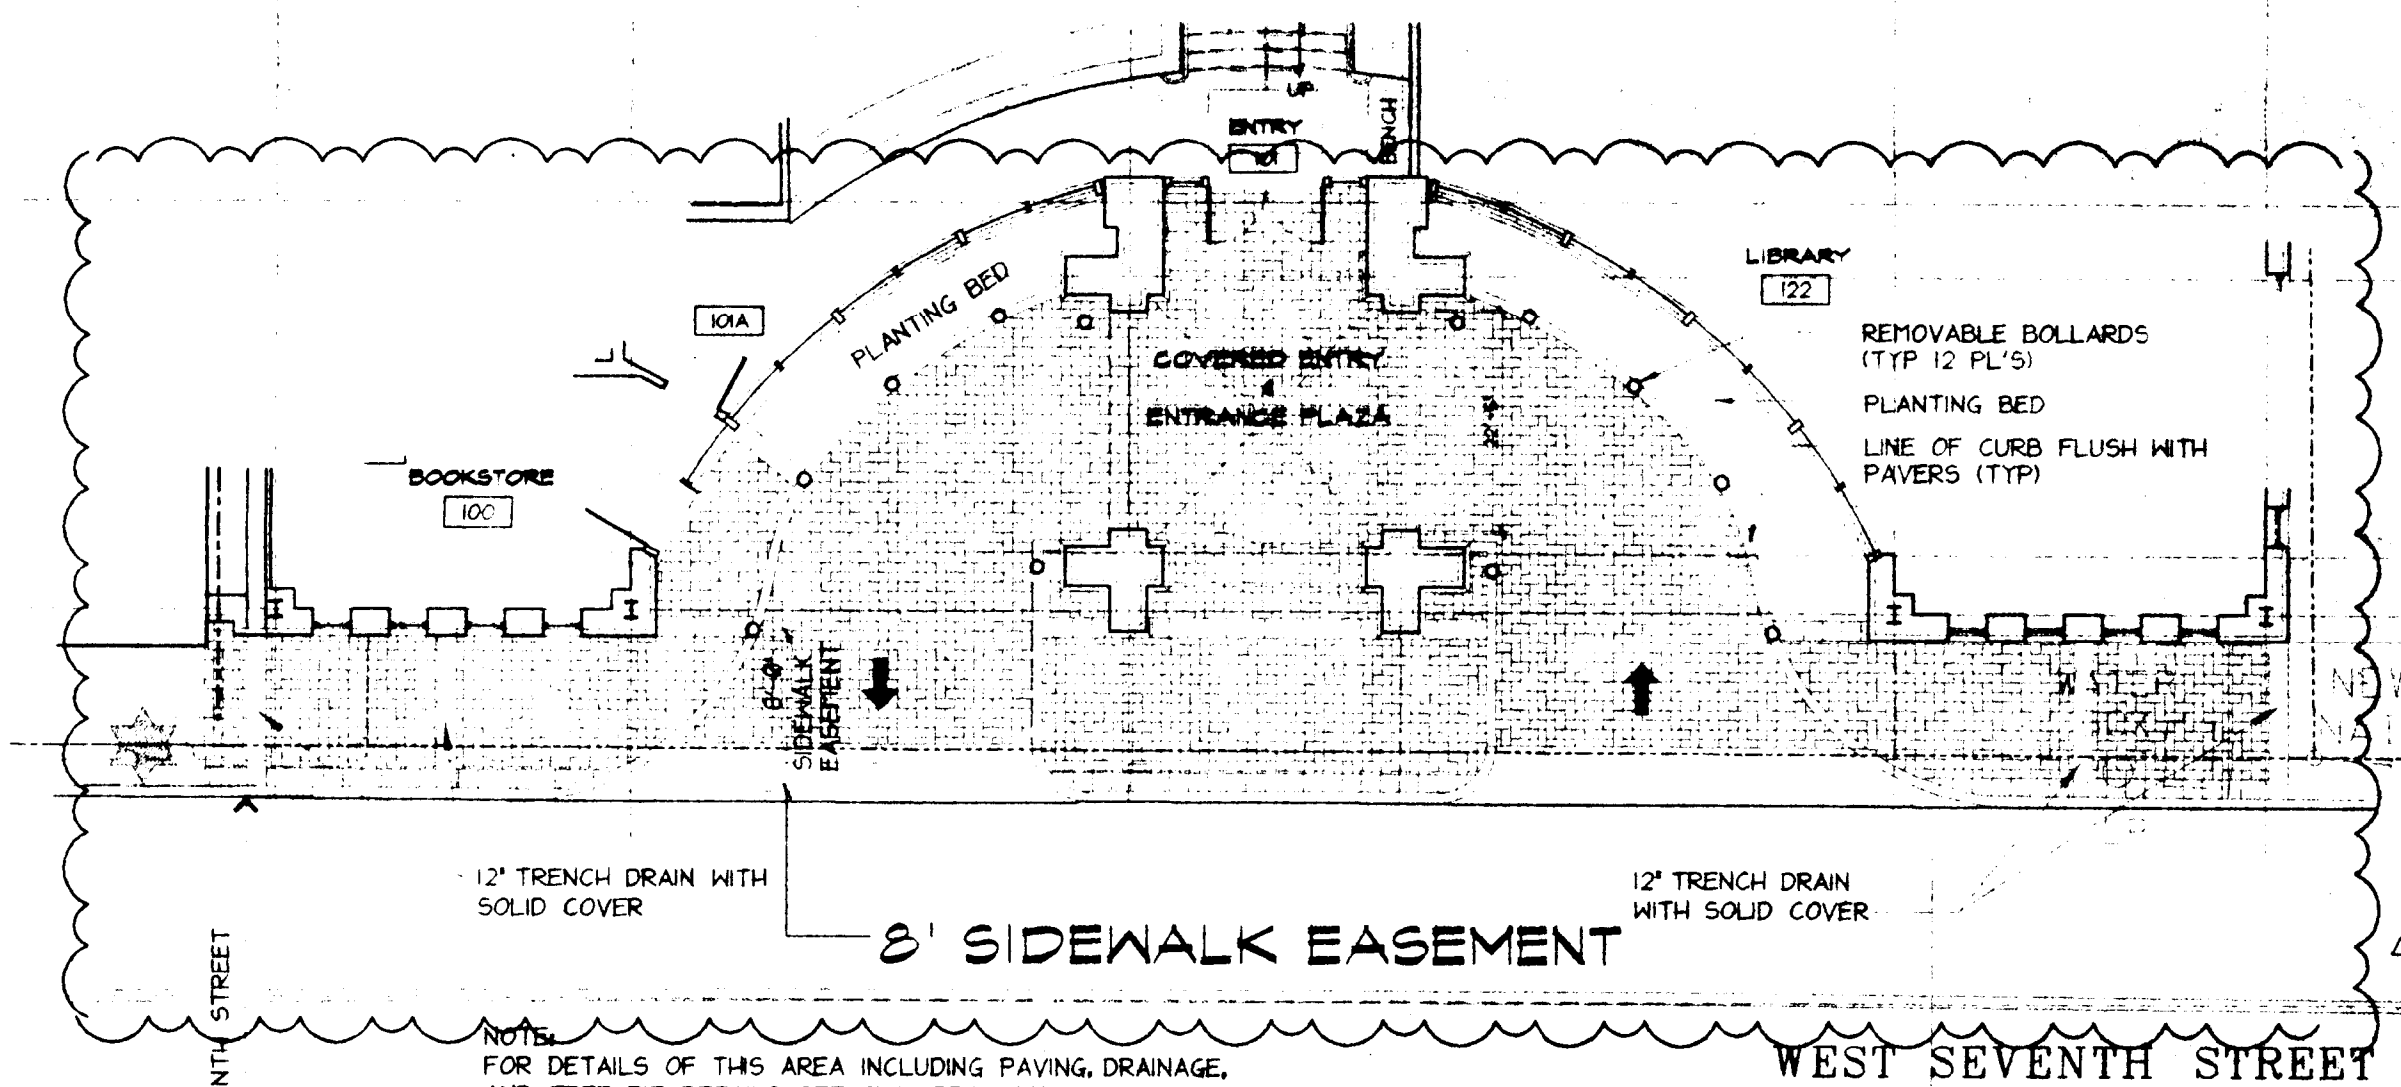 UP
ENTRY
101
BENCH
LIBRARY
122
101A
PLANTING BED
REMOVABLE BOLLARDS
(TYP 12 PL'S)
PLANTING BED
LINE OF CURB FLUSH WITH
PAVERS (TYP)
COVERED ENTRY
&
ENTRANCE PLAZA
BOOKSTORE
100
8'-0"
SIDEWALK
EASEMENT
12" TRENCH DRAIN WITH
SOLID COVER
12" TRENCH DRAIN
WITH SOLID COVER
8' SIDEWALK EASEMENT
NTH STREET
NOTE:
FOR DETAILS OF THIS AREA INCLUDING PAVING, DRAINAGE,
WEST SEVENTH STREET